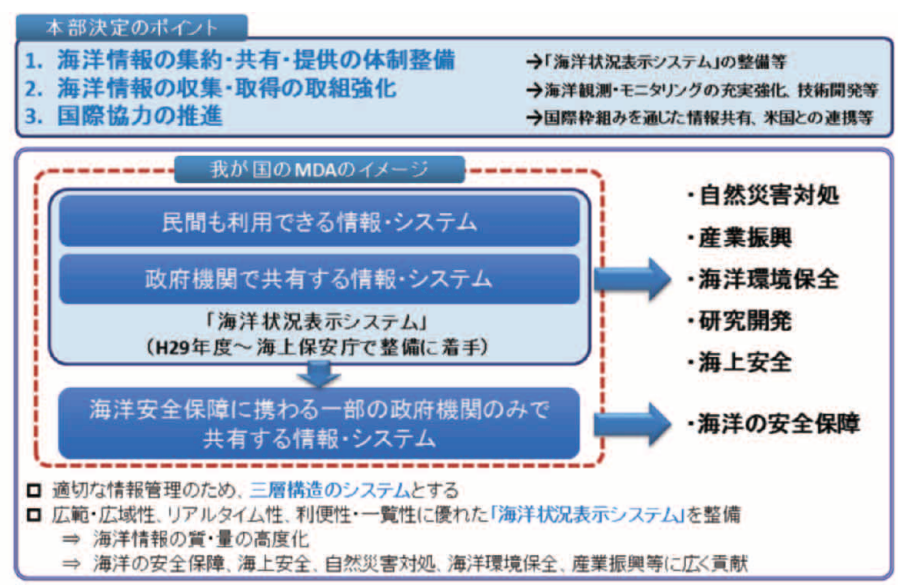 本部決定のポイント
1. 海洋情報の集約・共有・提供の体制整備 →「海洋状況表示システム」の整備等
2. 海洋情報の収集・取得の取組強化 →海洋観測・モニタリングの充実強化、技術開発等
3. 国際協力の推進 →国際枠組みを通じた情報共有、米国との連携等
我が国のMDAのイメージ
民間も利用できる情報・システム
政府機関で共有する情報・システム
「海洋状況表示システム」
（H29年度～海上保安庁で整備に着手）
海洋安全保障に携わる一部の政府機関のみで
共有する情報・システム
・自然災害対処
・産業振興
・海洋環境保全
・研究開発
・海上安全
・海洋の安全保障
□ 適切な情報管理のため、三層構造のシステムとする
□ 広範・広域性、リアルタイム性、利便性・一覧性に優れた「海洋状況表示システム」を整備
⇒ 海洋情報の質・量の高度化
⇒ 海洋の安全保障、海上安全、自然災害対処、海洋環境保全、産業振興等に広く貢献